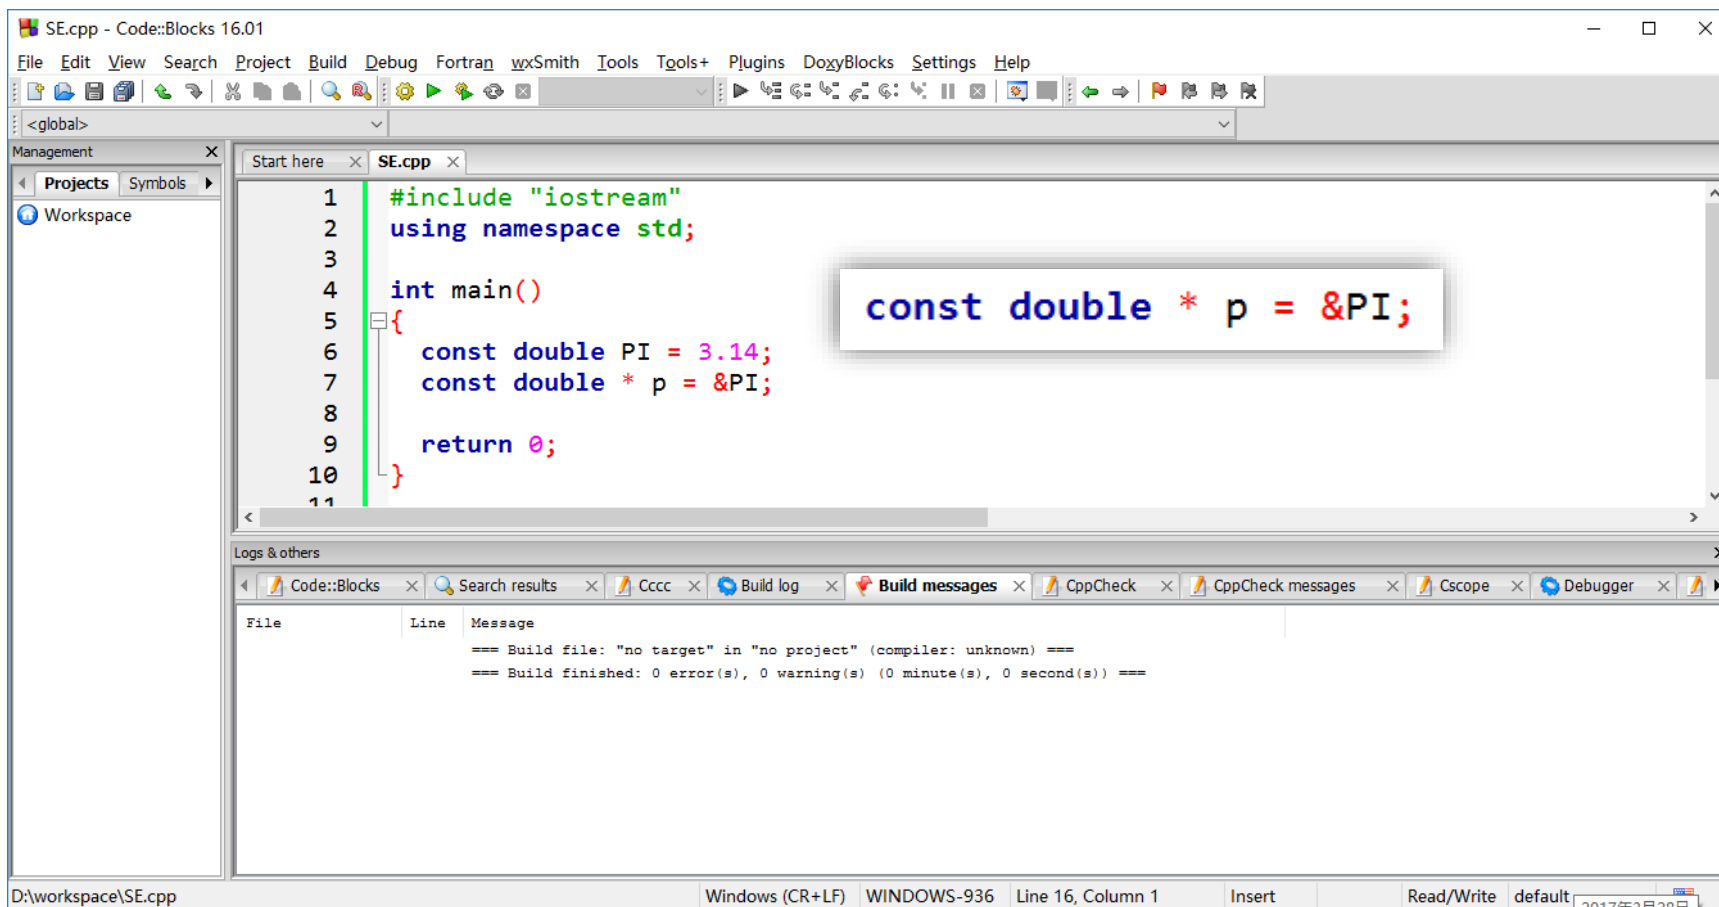 SE.cpp - Code::Blocks 16.01
File Edit View Search Project Build Debug Fortran wxSmith Tools Tools+ Plugins DoxyBlocks Settings Help
<global>
Management
Projects Symbols
Workspace
Start here SE.cpp
1 #include "iostream"
2 using namespace std;
3
4 int main()
5 {
6 const double PI = 3.14;
7 const double * p = &PI;
8
9 return 0;
10 }
11
const double * p = &PI;
Logs & others
Code::Blocks Search results Cccc Build log Build messages CppCheck CppCheck messages Cscope Debugger
File Line Message
=== Build file: "no target" in "no project" (compiler: unknown) ===
=== Build finished: 0 error(s), 0 warning(s) (0 minute(s), 0 second(s)) ===
D:\workspace\SE.cpp Windows (CR+LF) WINDOWS-936 Line 16, Column 1 Insert Read/Write default